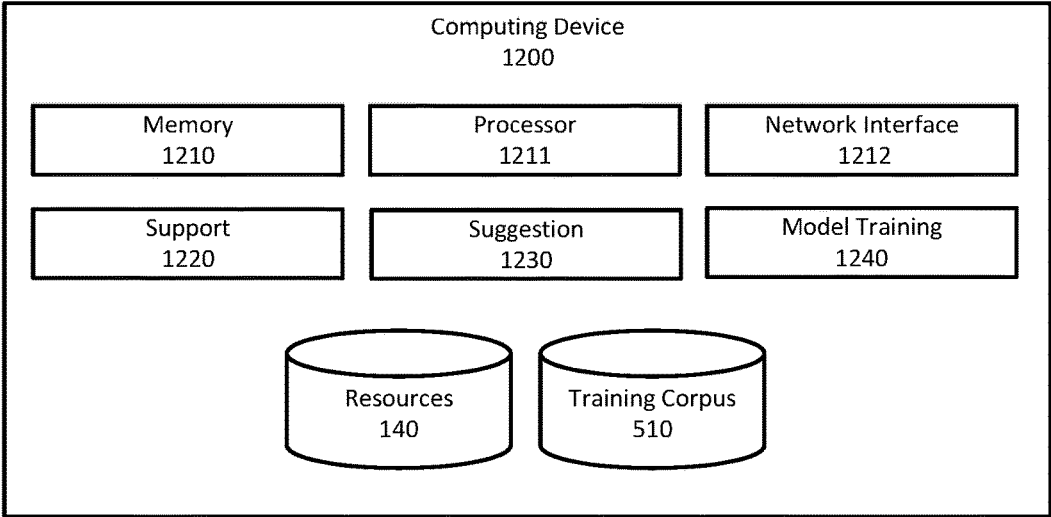 Computing Device
1200
Memory
1210
Processor
1211
Network Interface
1212
Support
1220
Suggestion
1230
Model Training
1240
Resources
140
Training Corpus
510